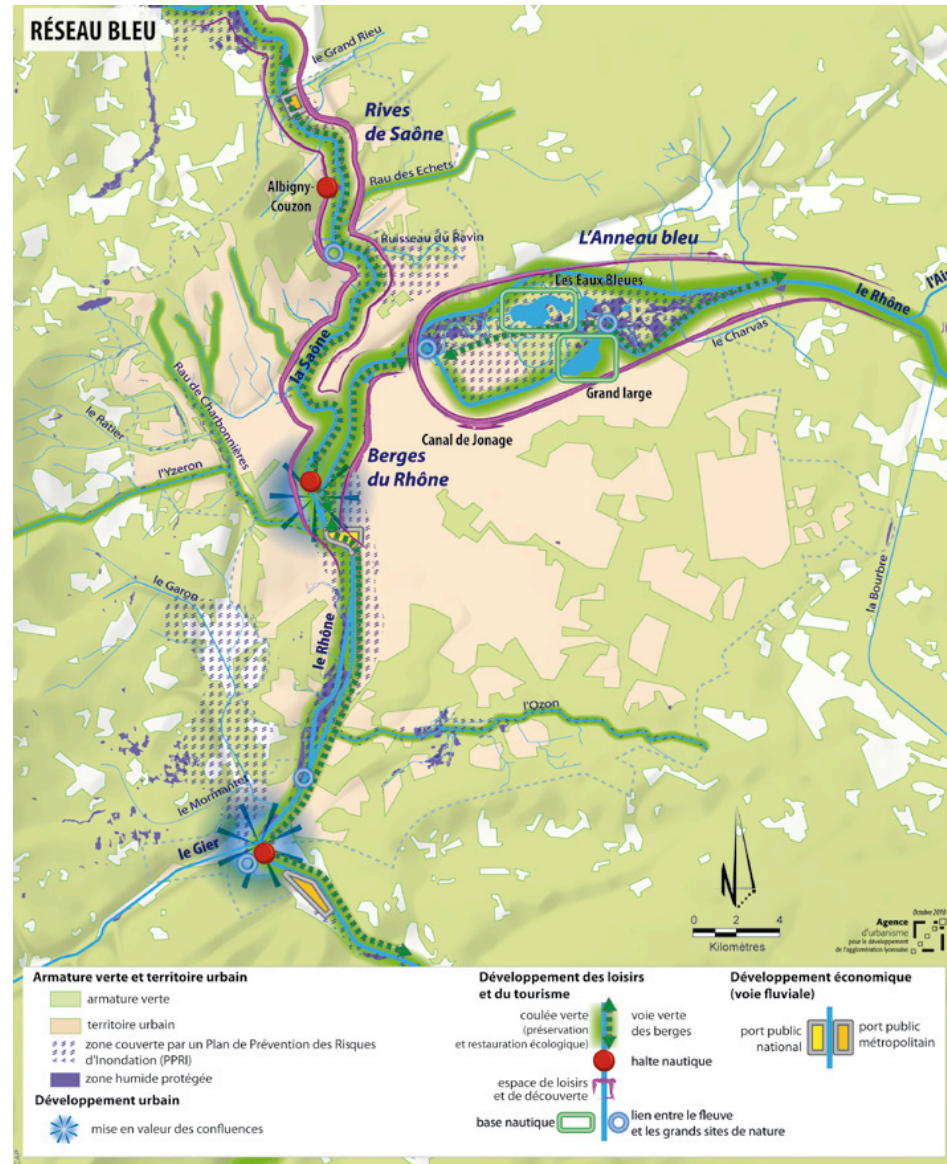 RÉSEAU BLEU
le Grand Rieu
Rives
de Saône
Rau des Echets
Albigny-
Couzon
Ruisseau du Ravin
L'Anneau bleu
Les Eaux Bleues
le Rhône
l'Ain
le Charvas
la Saône
Grand large
Canal de Jonage
Rau de Charbonnières
le Ratier
l'Yzeron
Berges
du Rhône
la Bourbre
le Garon
le Rhône
l'Ozon
le Mormantet
le Gier
N
0 2 4
Kilomètres
Octobre 2010
Agence
d'urbanisme
pour le développement
de l'agglomération lyonnaise
Armature verte et territoire urbain
armature verte
territoire urbain
zone couverte par un Plan de Prévention des Risques
d'Inondation (PPRI)
zone humide protégée
Développement urbain
mise en valeur des confluences
Développement des loisirs
et du tourisme
coulée verte
(préservation
et restauration écologique)
voie verte
des berges
halte nautique
espace de loisirs
et de découverte
base nautique
lien entre le fleuve
et les grands sites de nature
Développement économique
(voie fluviale)
port public
national
port public
métropolitain